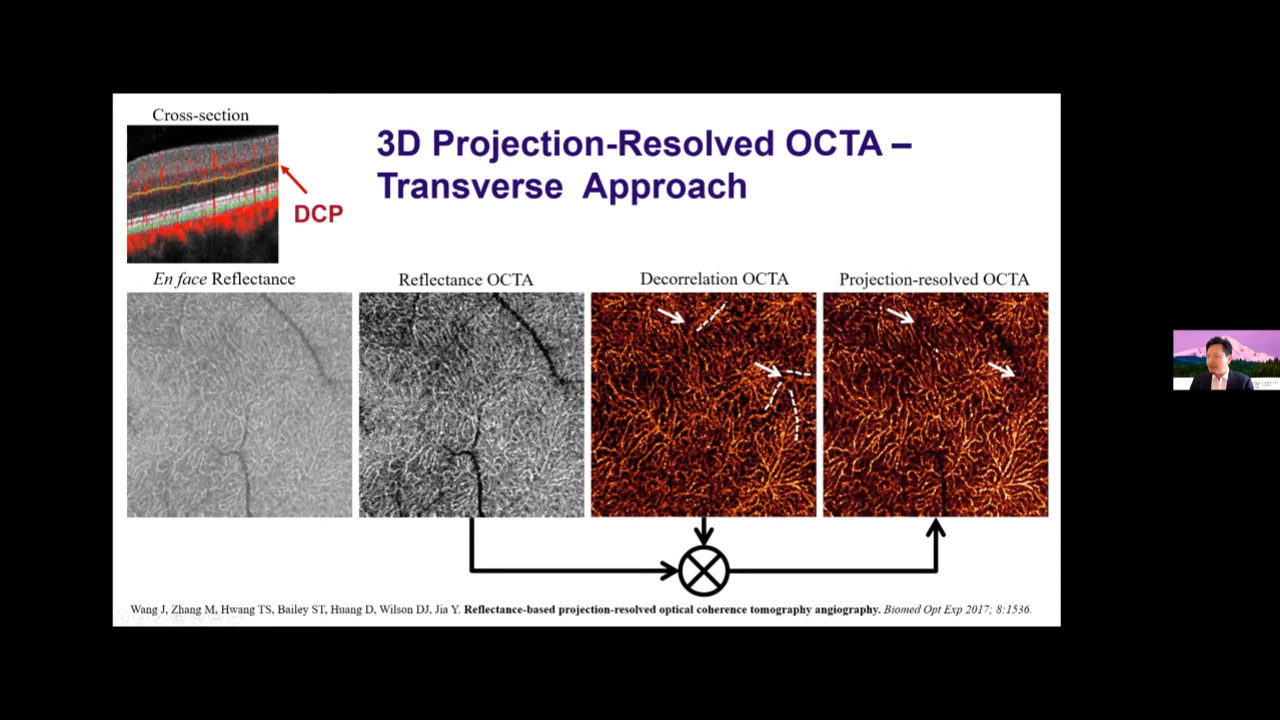 Cross-section
3D Projection-Resolved OCTA –
Transverse Approach
DCP
En face Reflectance
Reflectance OCTA
Decorrelation OCTA
Projection-resolved OCTA
Wang J, Zhang M, Hwang TS, Bailey ST, Huang D, Wilson DJ, Jia Y. Reflectance-based projection-resolved optical coherence tomography angiography. Biomed Opt Exp 2017; 8:1536.